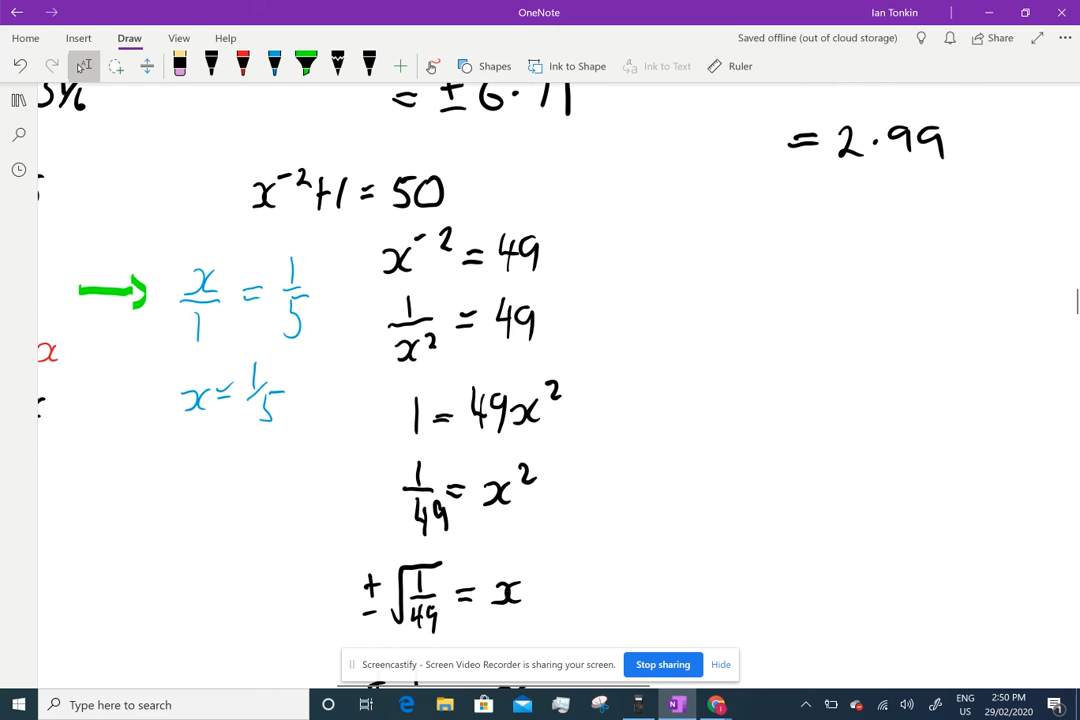 OneNote
Ian Tonkin
Home Insert Draw View Help
Saved offline (out of cloud storage)
Share
Shapes
Ink to Shape
Ink to Text
Ruler
= ± 6.71
= 2.99
x⁻²+1 = 50
x⁻² = 49
x/1 = 1/5
1/x² = 49
x
x = 1/5
1 = 49x²
1/49 = x²
±√(1/49) = x
Screencastify - Screen Video Recorder is sharing your screen.
Stop sharing
Hide
Type here to search
ENG
US
2:50 PM
29/02/2020